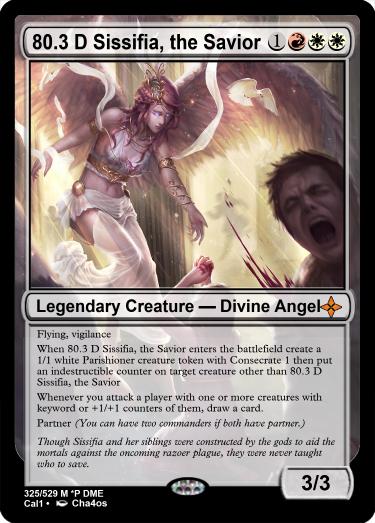 80.3 D Sissifia, the Savior 1
Legendary Creature — Divine Angel
Flying, vigilance
When 80.3 D Sissifia, the Savior enters the battlefield create a
1/1 white Parishioner creature token with Consecrate 1 then put
an indestructible counter on target creature other than 80.3 D
Sissifia, the Savior
Whenever you attack a player with one or more creatures with
keyword or +1/+1 counters of them, draw a card.
Partner (You can have two commanders if both have partner.)
Though Sissifia and her siblings were constructed by the gods to aid the
mortals against the oncoming razoer plague, they were never taught
who to save.
3/3
325/529 M *P DME
Cal1 • Cha4os